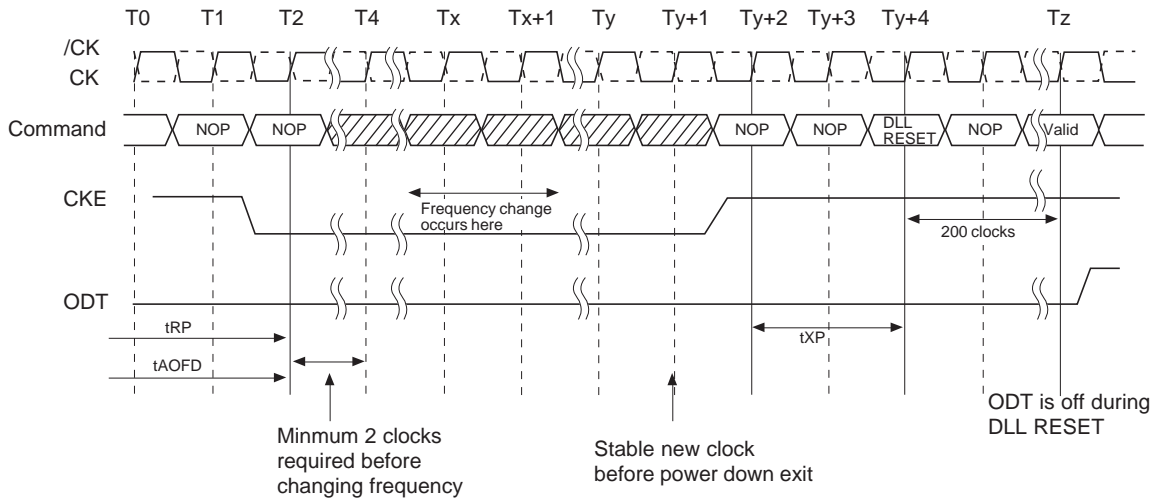 T0 T1 T2 T4 Tx Tx+1 Ty Ty+1 Ty+2 Ty+3 Ty+4 Tz
/CK
CK
Command NOP NOP NOP NOP DLL RESET NOP Valid
CKE
Frequency change
occurs here
200 clocks
ODT
tRP
tXP
tAOFD
Minmum 2 clocks
required before
changing frequency
Stable new clock
before power down exit
ODT is off during
DLL RESET